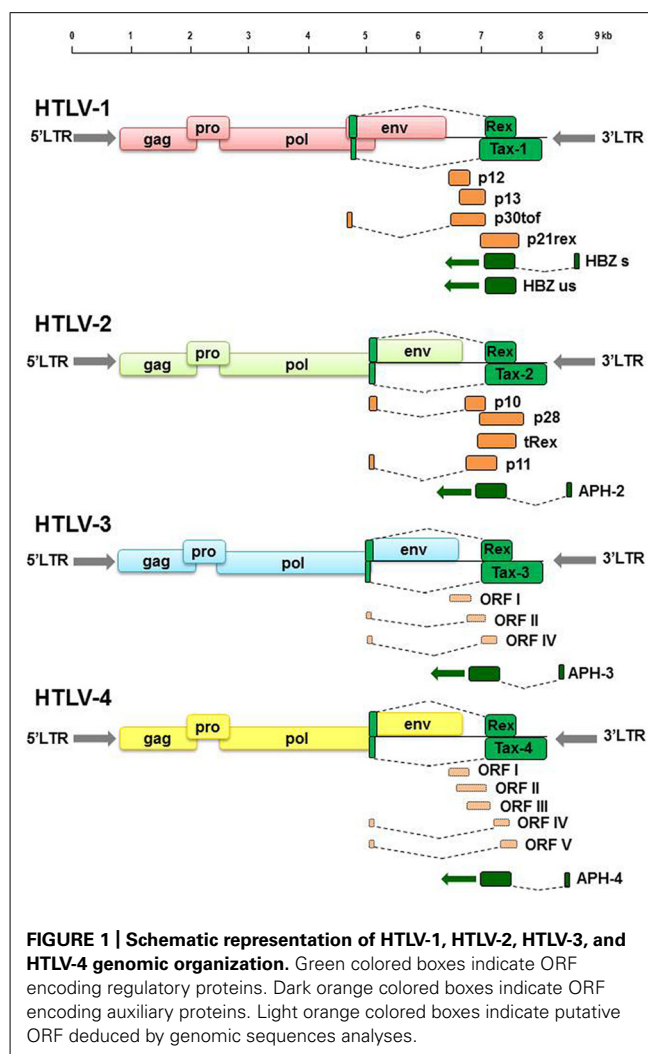 0 1 2 3 4 5 6 7 8 9 kb
HTLV-1
5'LTR gag pro pol env Rex Tax-1 3'LTR
p12
p13
p30tof
p21rex
HBZ s
HBZ us
HTLV-2
5'LTR gag pro pol env Rex Tax-2 3'LTR
p10
p28
tRex
p11
APH-2
HTLV-3
5'LTR gag pro pol env Rex Tax-3 3'LTR
ORF I
ORF II
ORF IV
APH-3
HTLV-4
5'LTR gag pro pol env Rex Tax-4 3'LTR
ORF I
ORF II
ORF III
ORF IV
ORF V
APH-4
FIGURE 1 | Schematic representation of HTLV-1, HTLV-2, HTLV-3, and
HTLV-4 genomic organization. Green colored boxes indicate ORF
encoding regulatory proteins. Dark orange colored boxes indicate ORF
encoding auxiliary proteins. Light orange colored boxes indicate putative
ORF deduced by genomic sequences analyses.